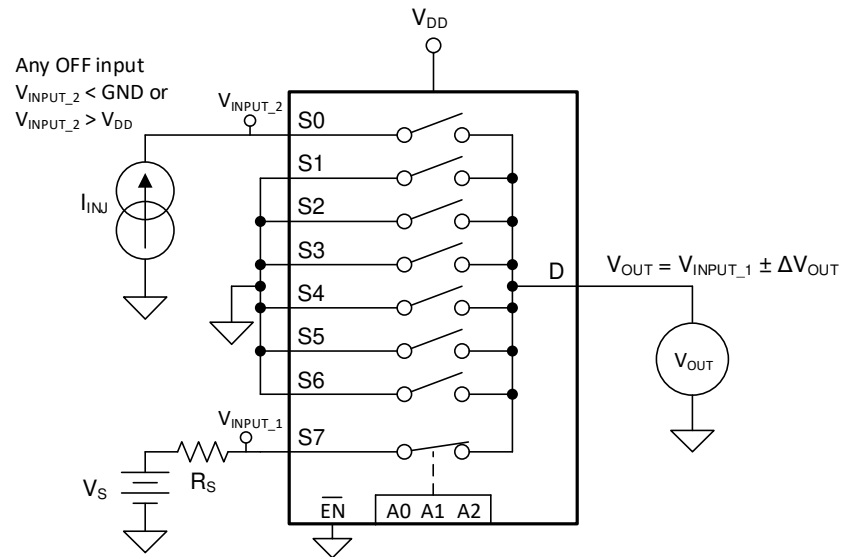 V_DD
Any OFF input
V_INPUT_2 < GND or
V_INPUT_2 > V_DD
V_INPUT_2
S0
S1
I_INJ
S2
S3
D
V_OUT = V_INPUT_1 ± ΔV_OUT
S4
S5
V_OUT
S6
V_INPUT_1
S7
V_S
R_S
E̅N̅
A0 A1 A2